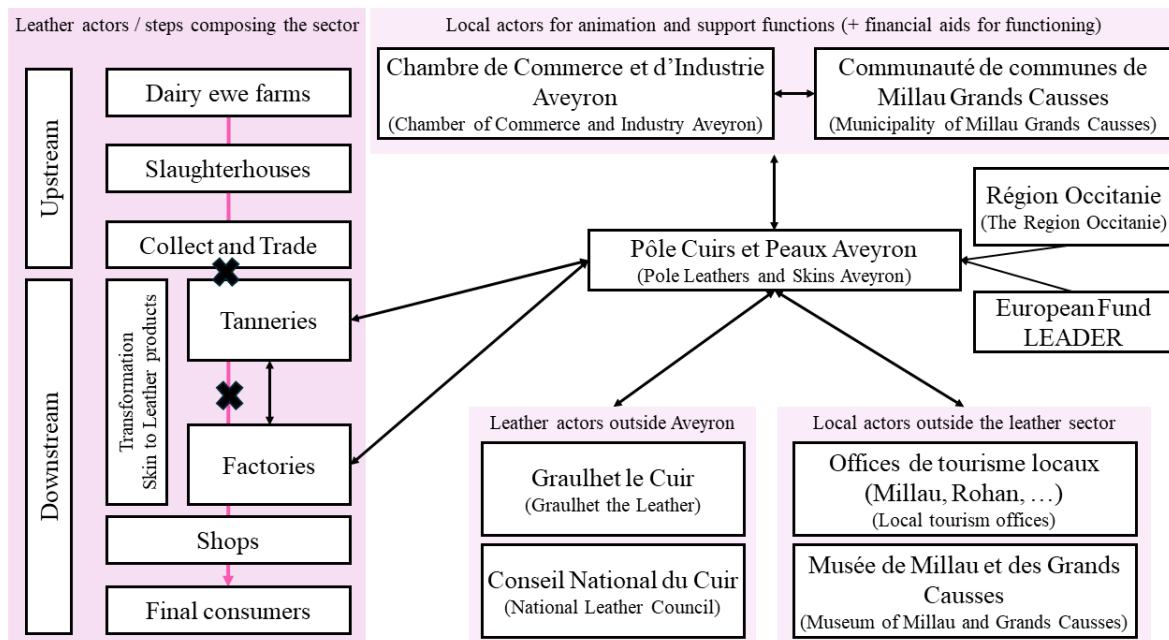 Leather actors / steps composing the sector
Upstream
Dairy ewe farms
Slaughterhouses
Collect and Trade
Downstream
Transformation
Skin to Leather products
Tanneries
Factories
Shops
Final consumers
Local actors for animation and support functions (+ financial aids for functioning)
Chambre de Commerce et d'Industrie
Aveyron
(Chamber of Commerce and Industry Aveyron)
Communauté de communes de
Millau Grands Causses
(Municipality of Millau Grands Causses)
Région Occitanie
(The Region Occitanie)
Pôle Cuirs et Peaux Aveyron
(Pole Leathers and Skins Aveyron)
European Fund
LEADER
Leather actors outside Aveyron
Graulhet le Cuir
(Graulhet the Leather)
Conseil National du Cuir
(National Leather Council)
Local actors outside the leather sector
Offices de tourisme locaux
(Millau, Rohan, …)
(Local tourism offices)
Musée de Millau et des Grands
Causses
(Museum of Millau and Grands Causses)